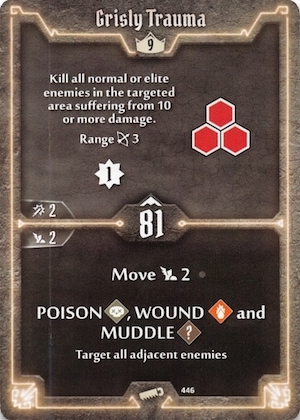 Grisly Trauma
9
Kill all normal or elite
enemies in the targeted
area suffering from 10
or more damage.
Range 3
1
2
81
2
Move 2
POISON, WOUND and
MUDDLE ?
Target all adjacent enemies
446